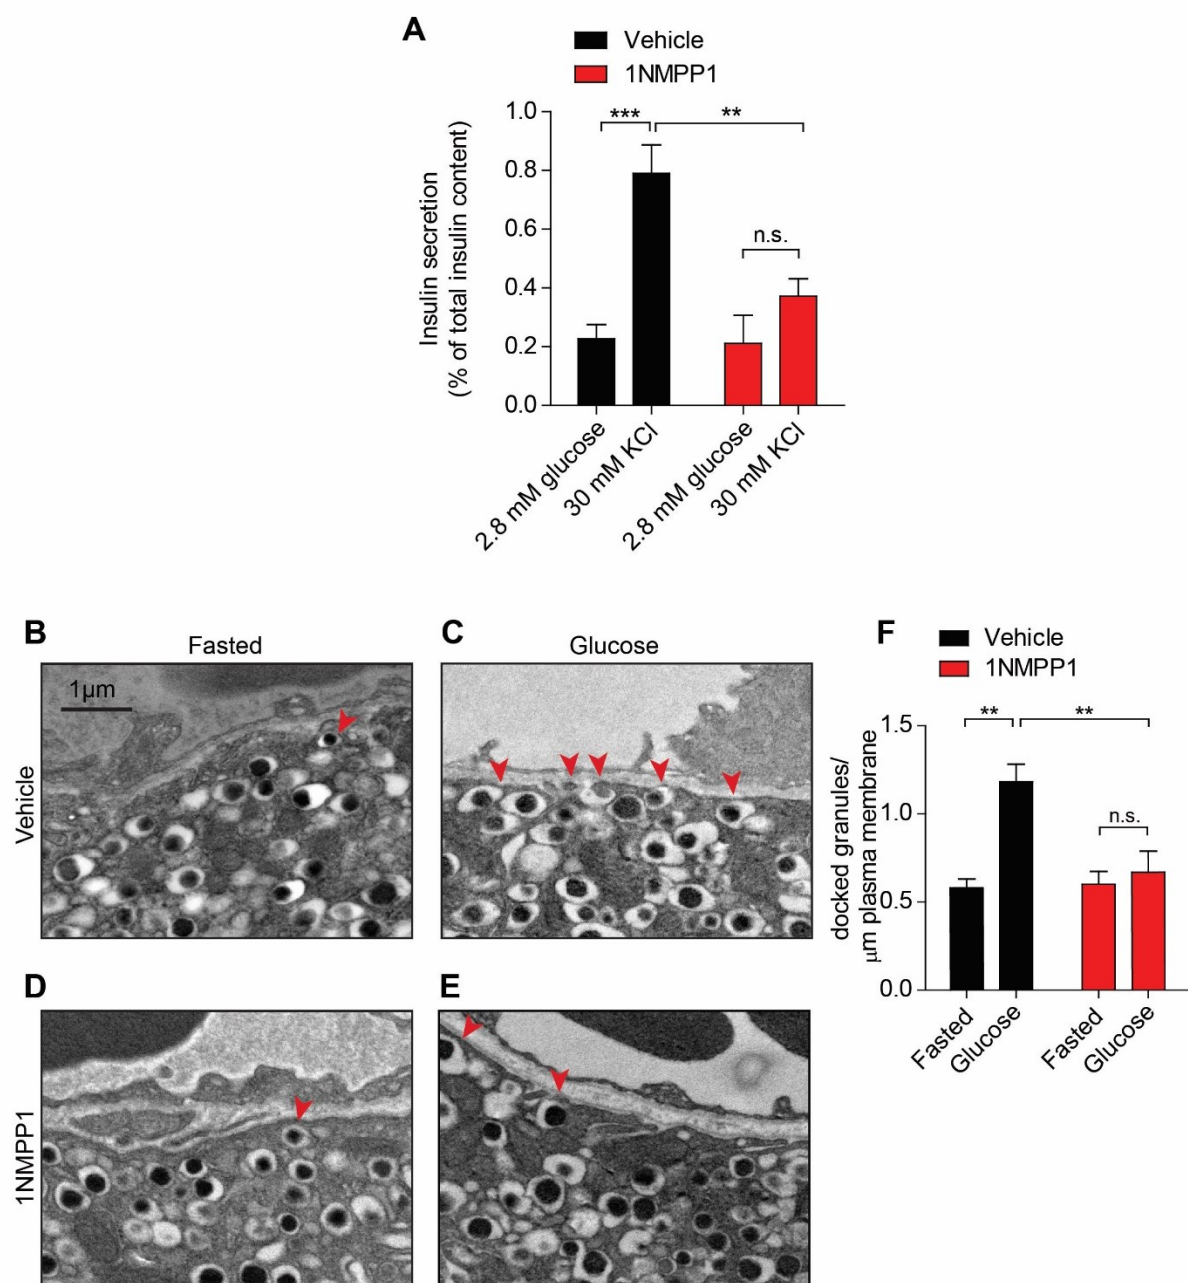 A
Vehicle
1NMPP1
Insulin secretion
(% of total insulin content)
1.0
0.8
0.6
0.4
0.2
0.0
***
**
n.s.
2.8 mM glucose
30 mM KCl
2.8 mM glucose
30 mM KCl
B
Fasted
C
Glucose
Vehicle
1μm
D
E
1NMPP1
F
Vehicle
1NMPP1
docked granules/
μm plasma membrane
1.5
1.0
0.5
0.0
**
**
n.s.
Fasted
Glucose
Fasted
Glucose